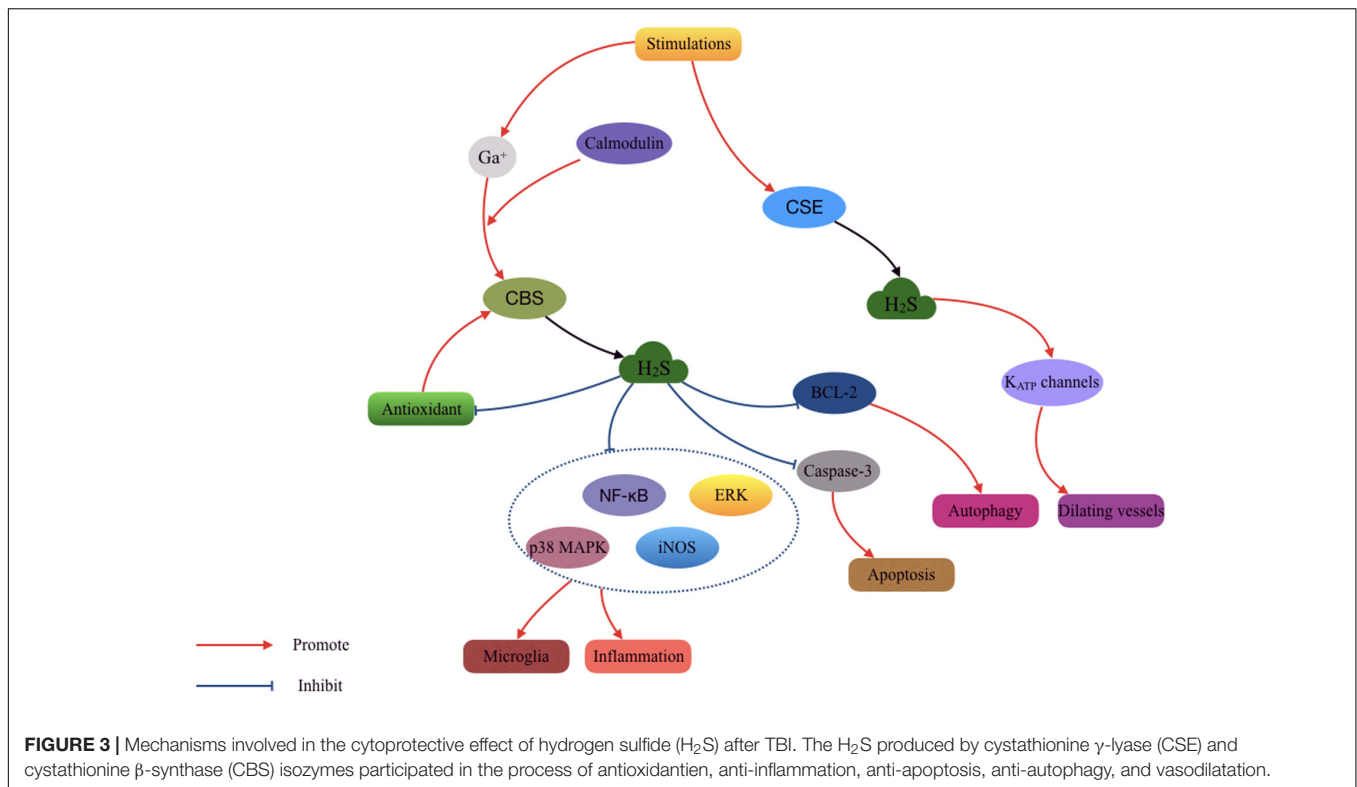 Stimulations
Calmodulin
Ga⁺
CSE
CBS
H₂S
H₂S
K_ATP channels
BCL-2
Antioxidant
Caspase-3
NF-κB
ERK
Autophagy
Dilating vessels
p38 MAPK
iNOS
Apoptosis
Promote
Microglia
Inflammation
Inhibit
FIGURE 3 | Mechanisms involved in the cytoprotective effect of hydrogen sulfide (H₂S) after TBI. The H₂S produced by cystathionine γ-lyase (CSE) and
cystathionine β-synthase (CBS) isozymes participated in the process of antioxidantien, anti-inflammation, anti-apoptosis, anti-autophagy, and vasodilatation.